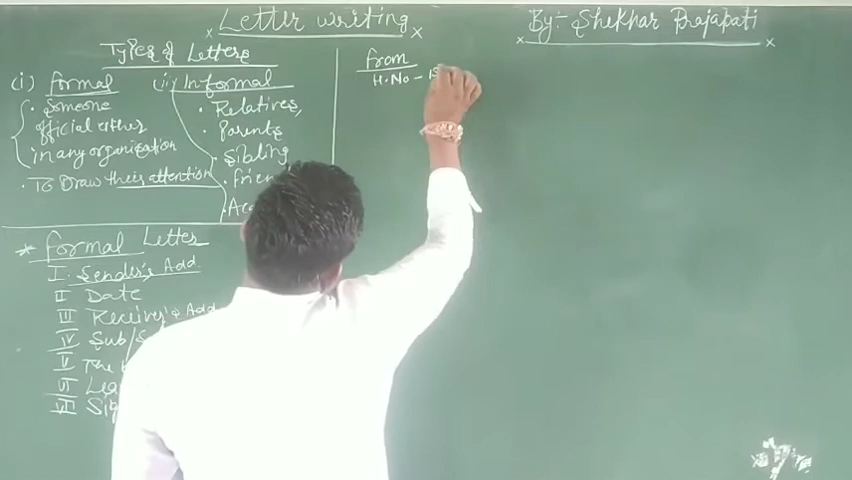 Letter writing
By:- Shekhar Prajapati
Types of Letters
(i) formal
• Someone
official either
in any organization
• To Draw their attention
(ii) Informal
• Relatives,
• Parents
• Sibling
* formal Letter
I. Sender's Add
II Date
III Receiver's Add
IV Sub/
V The
VI
VII
from
H.No -